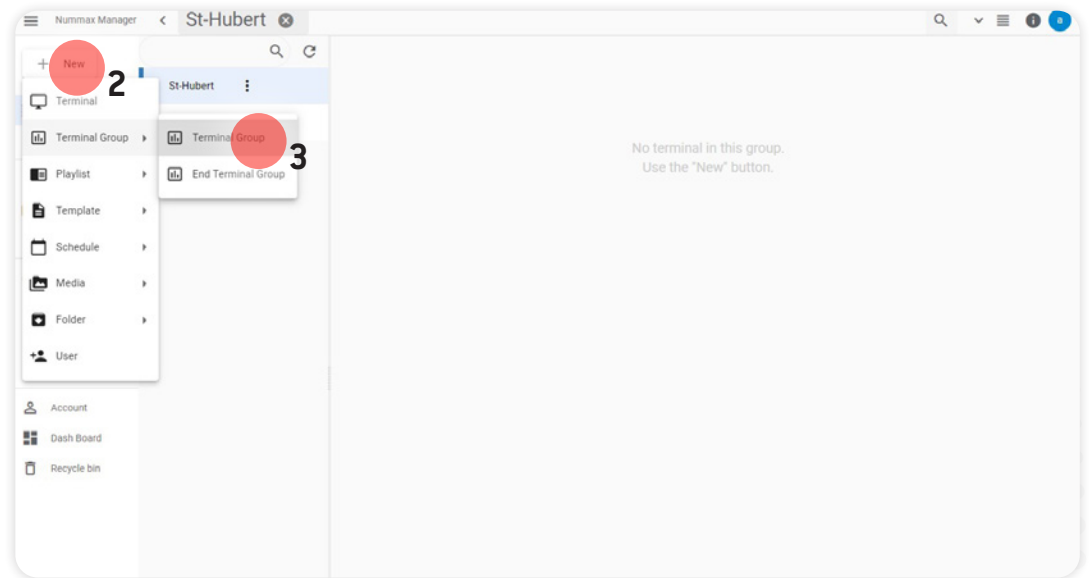 Nummax Manager
St-Hubert
a
New
2
St-Hubert
Terminal
Terminal Group
Terminal Group
3
Playlist
End Terminal Group
Template
Schedule
Media
Folder
User
Account
Dash Board
Recycle bin
No terminal in this group.
Use the "New" button.